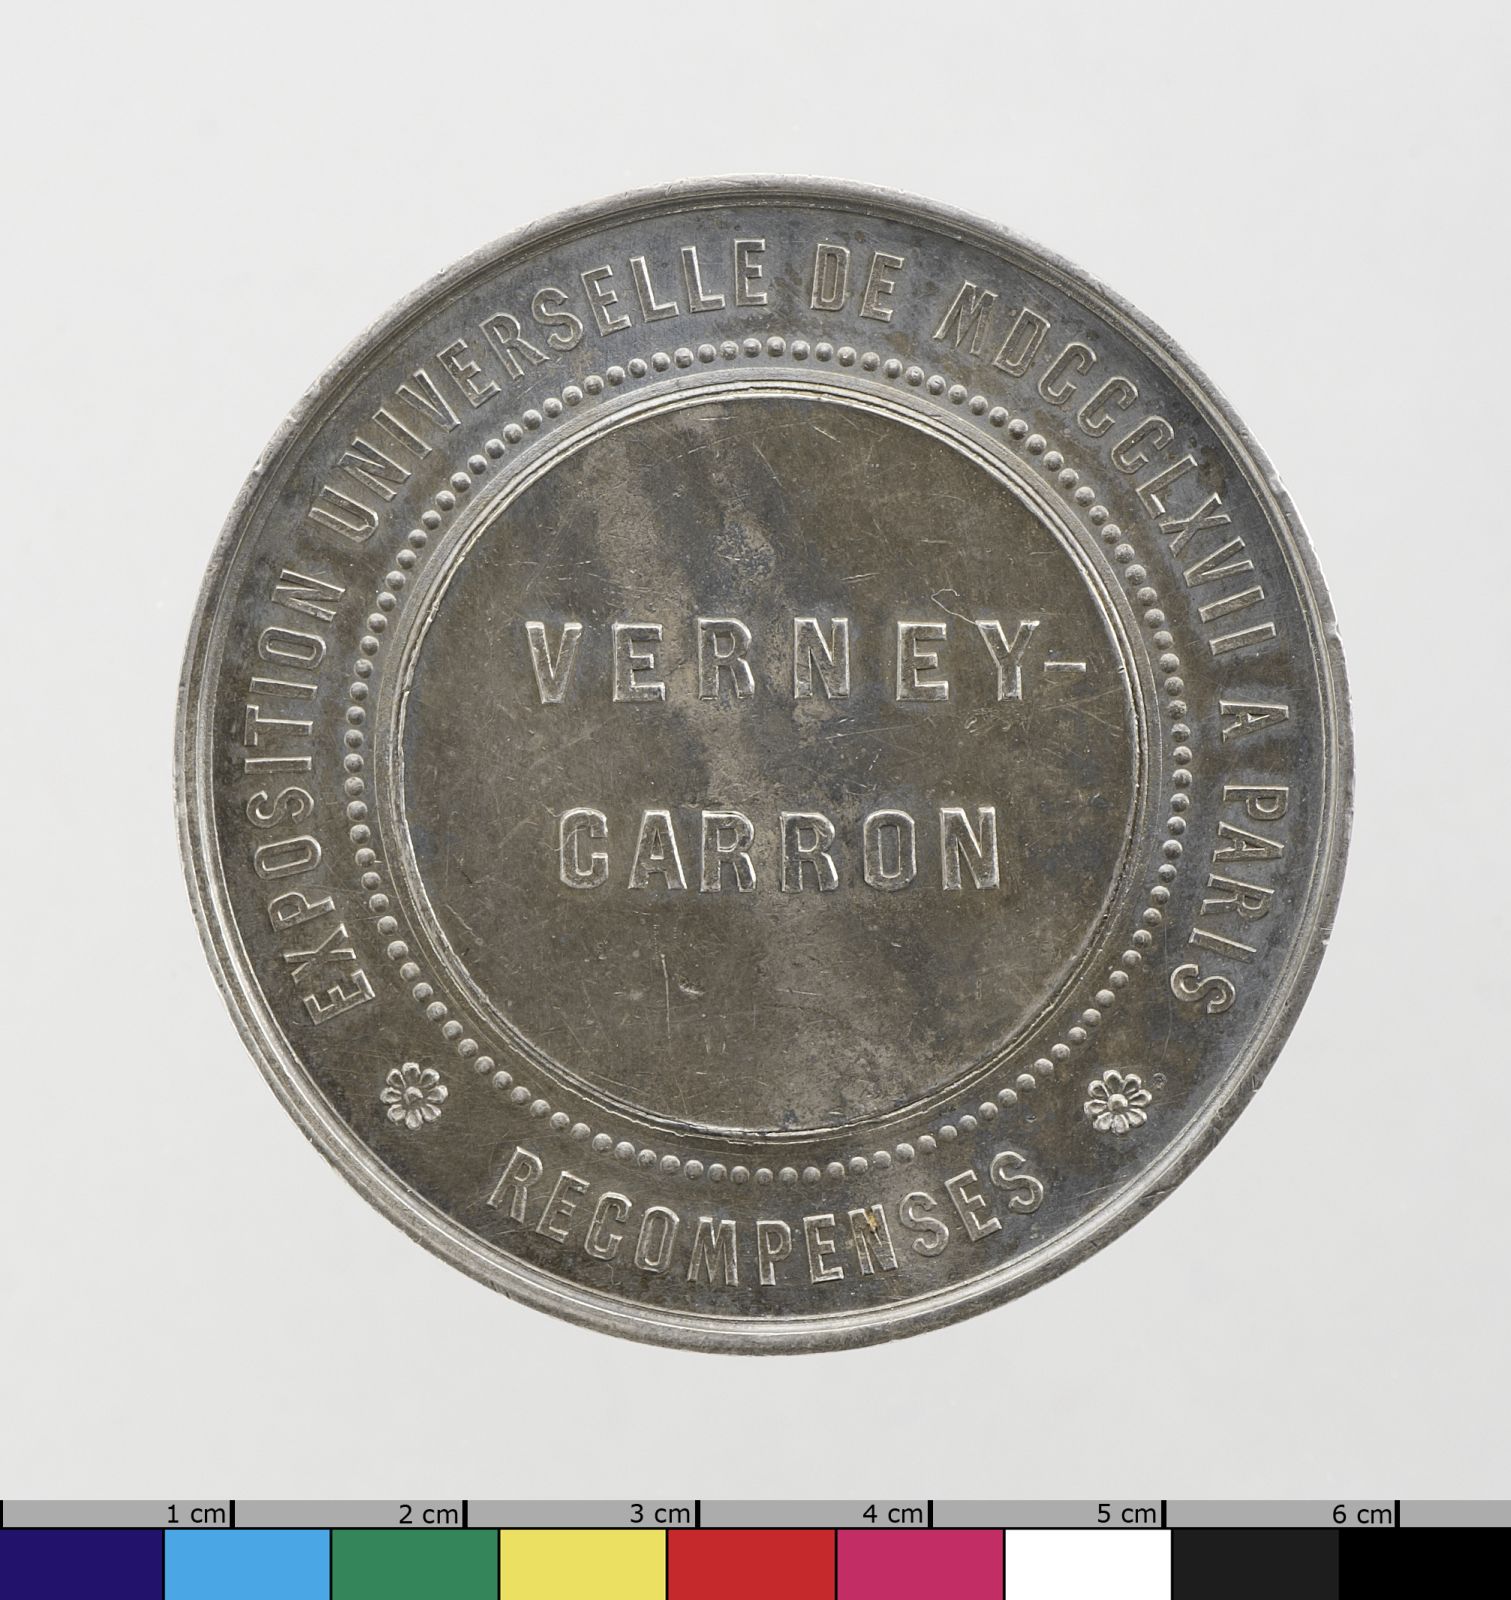 EXPOSITION UNIVERSELLE DE MDCCCLXVII A PARIS
VERNEY-
CARRON
RECOMPENSES
1 cm 2 cm 3 cm 4 cm 5 cm 6 cm